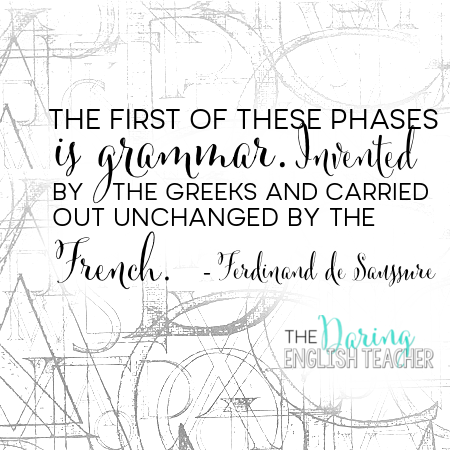 THE FIRST OF THESE PHASES
is grammar. Invented
BY THE GREEKS AND CARRIED
OUT UNCHANGED BY THE
French. - Ferdinand de Saussure
THE Daring
ENGLISH TEACHER